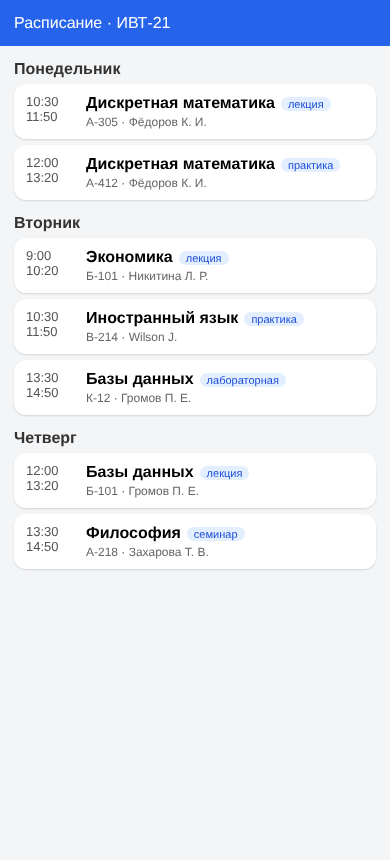 Расписание · ИВТ-21
Понедельник
10:30 Дискретная математика лекция
11:50 А-305 · Фёдоров К. И.
12:00 Дискретная математика практика
13:20 А-412 · Фёдоров К. И.
Вторник
9:00 Экономика лекция
10:20 Б-101 · Никитина Л. Р.
10:30 Иностранный язык практика
11:50 В-214 · Wilson J.
13:30 Базы данных лабораторная
14:50 К-12 · Громов П. Е.
Четверг
12:00 Базы данных лекция
13:20 Б-101 · Громов П. Е.
13:30 Философия семинар
14:50 А-218 · Захарова Т. В.